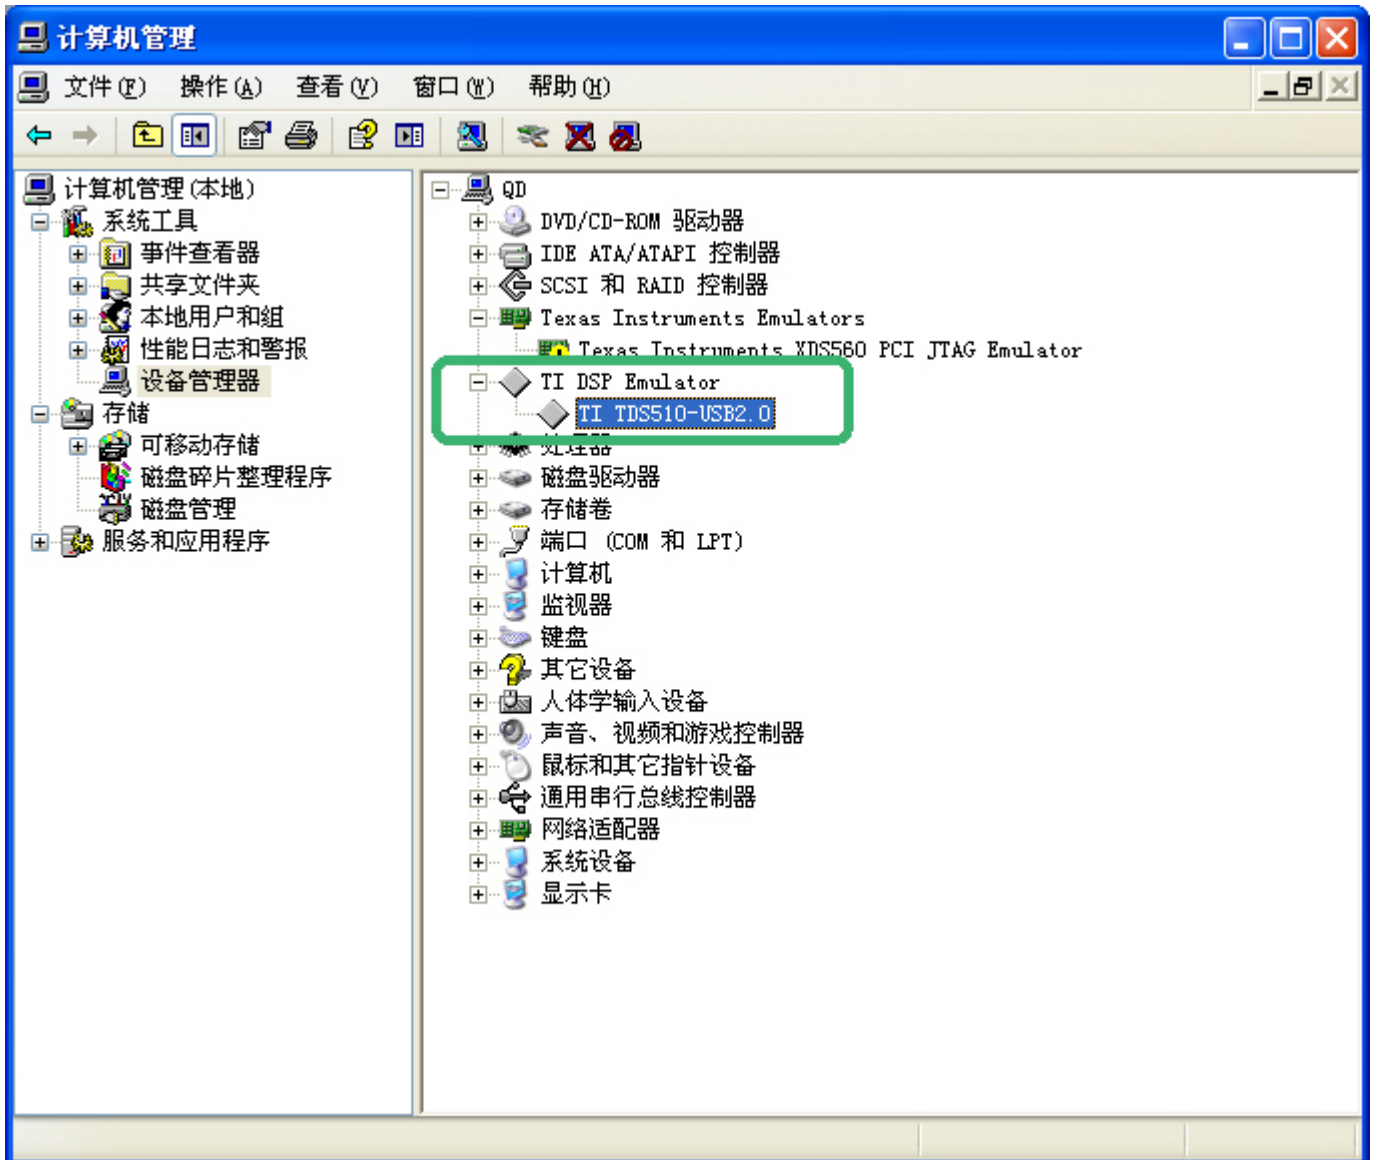 计算机管理
文件(F) 操作(A) 查看(V) 窗口(W) 帮助(H)
计算机管理(本地)
系统工具
事件查看器
共享文件夹
本地用户和组
性能日志和警报
设备管理器
存储
可移动存储
磁盘碎片整理程序
磁盘管理
服务和应用程序
QD
DVD/CD-ROM 驱动器
IDE ATA/ATAPI 控制器
SCSI 和 RAID 控制器
Texas Instruments Emulators
Texas Instruments XDS560 PCI JTAG Emulator
TI DSP Emulator
TI TDS510-USB2.0
处理器
磁盘驱动器
存储卷
端口 (COM 和 LPT)
计算机
监视器
键盘
其它设备
人体学输入设备
声音、视频和游戏控制器
鼠标和其它指针设备
通用串行总线控制器
网络适配器
系统设备
显示卡